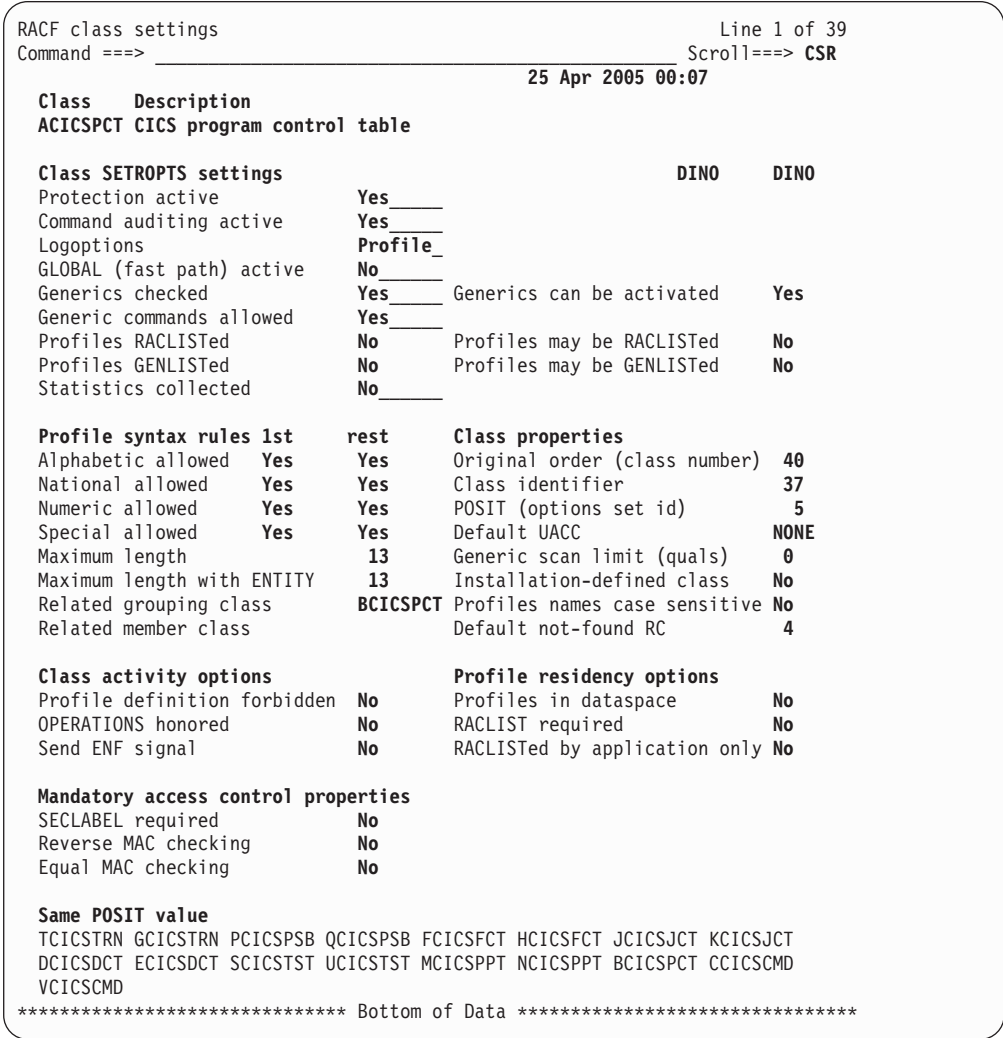 RACF class settings                                                Line 1 of 39
Command ===> _________________________________________________ Scroll===> CSR
25 Apr 2005 00:07
Class    Description
ACICSPCT CICS program control table
Class SETROPTS settings                                     DINO     DINO
Protection active             Yes_____
Command auditing active       Yes_____
Logoptions                    Profile_
GLOBAL (fast path) active     No______
Generics checked              Yes_____ Generics can be activated     Yes
Generic commands allowed      Yes_____
Profiles RACLISTed            No       Profiles may be RACLISTed     No
Profiles GENLISTed            No       Profiles may be GENLISTed     No
Statistics collected          No______
Profile syntax rules 1st     rest     Class properties
Alphabetic allowed   Yes      Yes      Original order (class number)  40
National allowed     Yes      Yes      Class identifier               37
Numeric allowed      Yes      Yes      POSIT (options set id)          5
Special allowed      Yes      Yes      Default UACC                  NONE
Maximum length                 13      Generic scan limit (quals)     0
Maximum length with ENTITY     13      Installation-defined class    No
Related grouping class        BCICSPCT Profiles names case sensitive No
Related member class                   Default not-found RC           4
Class activity options                 Profile residency options
Profile definition forbidden  No       Profiles in dataspace         No
OPERATIONS honored            No       RACLIST required              No
Send ENF signal               No       RACLISTed by application only No
Mandatory access control properties
SECLABEL required             No
Reverse MAC checking          No
Equal MAC checking            No
Same POSIT value
TCICSTRN GCICSTRN PCICSPSB QCICSPSB FCICSFCT HCICSFCT JCICSJCT KCICSJCT
DCICSDCT ECICSDCT SCICSTST UCICSTST MCICSPPT NCICSPPT BCICSPCT CCICSCMD
VCICSCMD
******************************* Bottom of Data ********************************